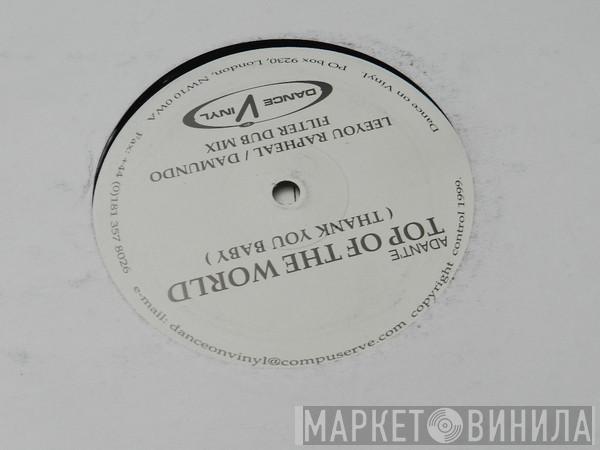 ADANT'E
TOP OF THE WORLD
( THANK YOU BABY )
LEEYOU RAPHEAL / DAMUNDO
FILTER DUB MIX
DANCE VINYL
Dance on Vinyl. PO box 9230, London, NW10 0WA Fax: +44 (0)181 357 8026
e-mail: danceonvinyl@compuserve.com copyright control 1999.
МАРКЕТ ВИНИЛА